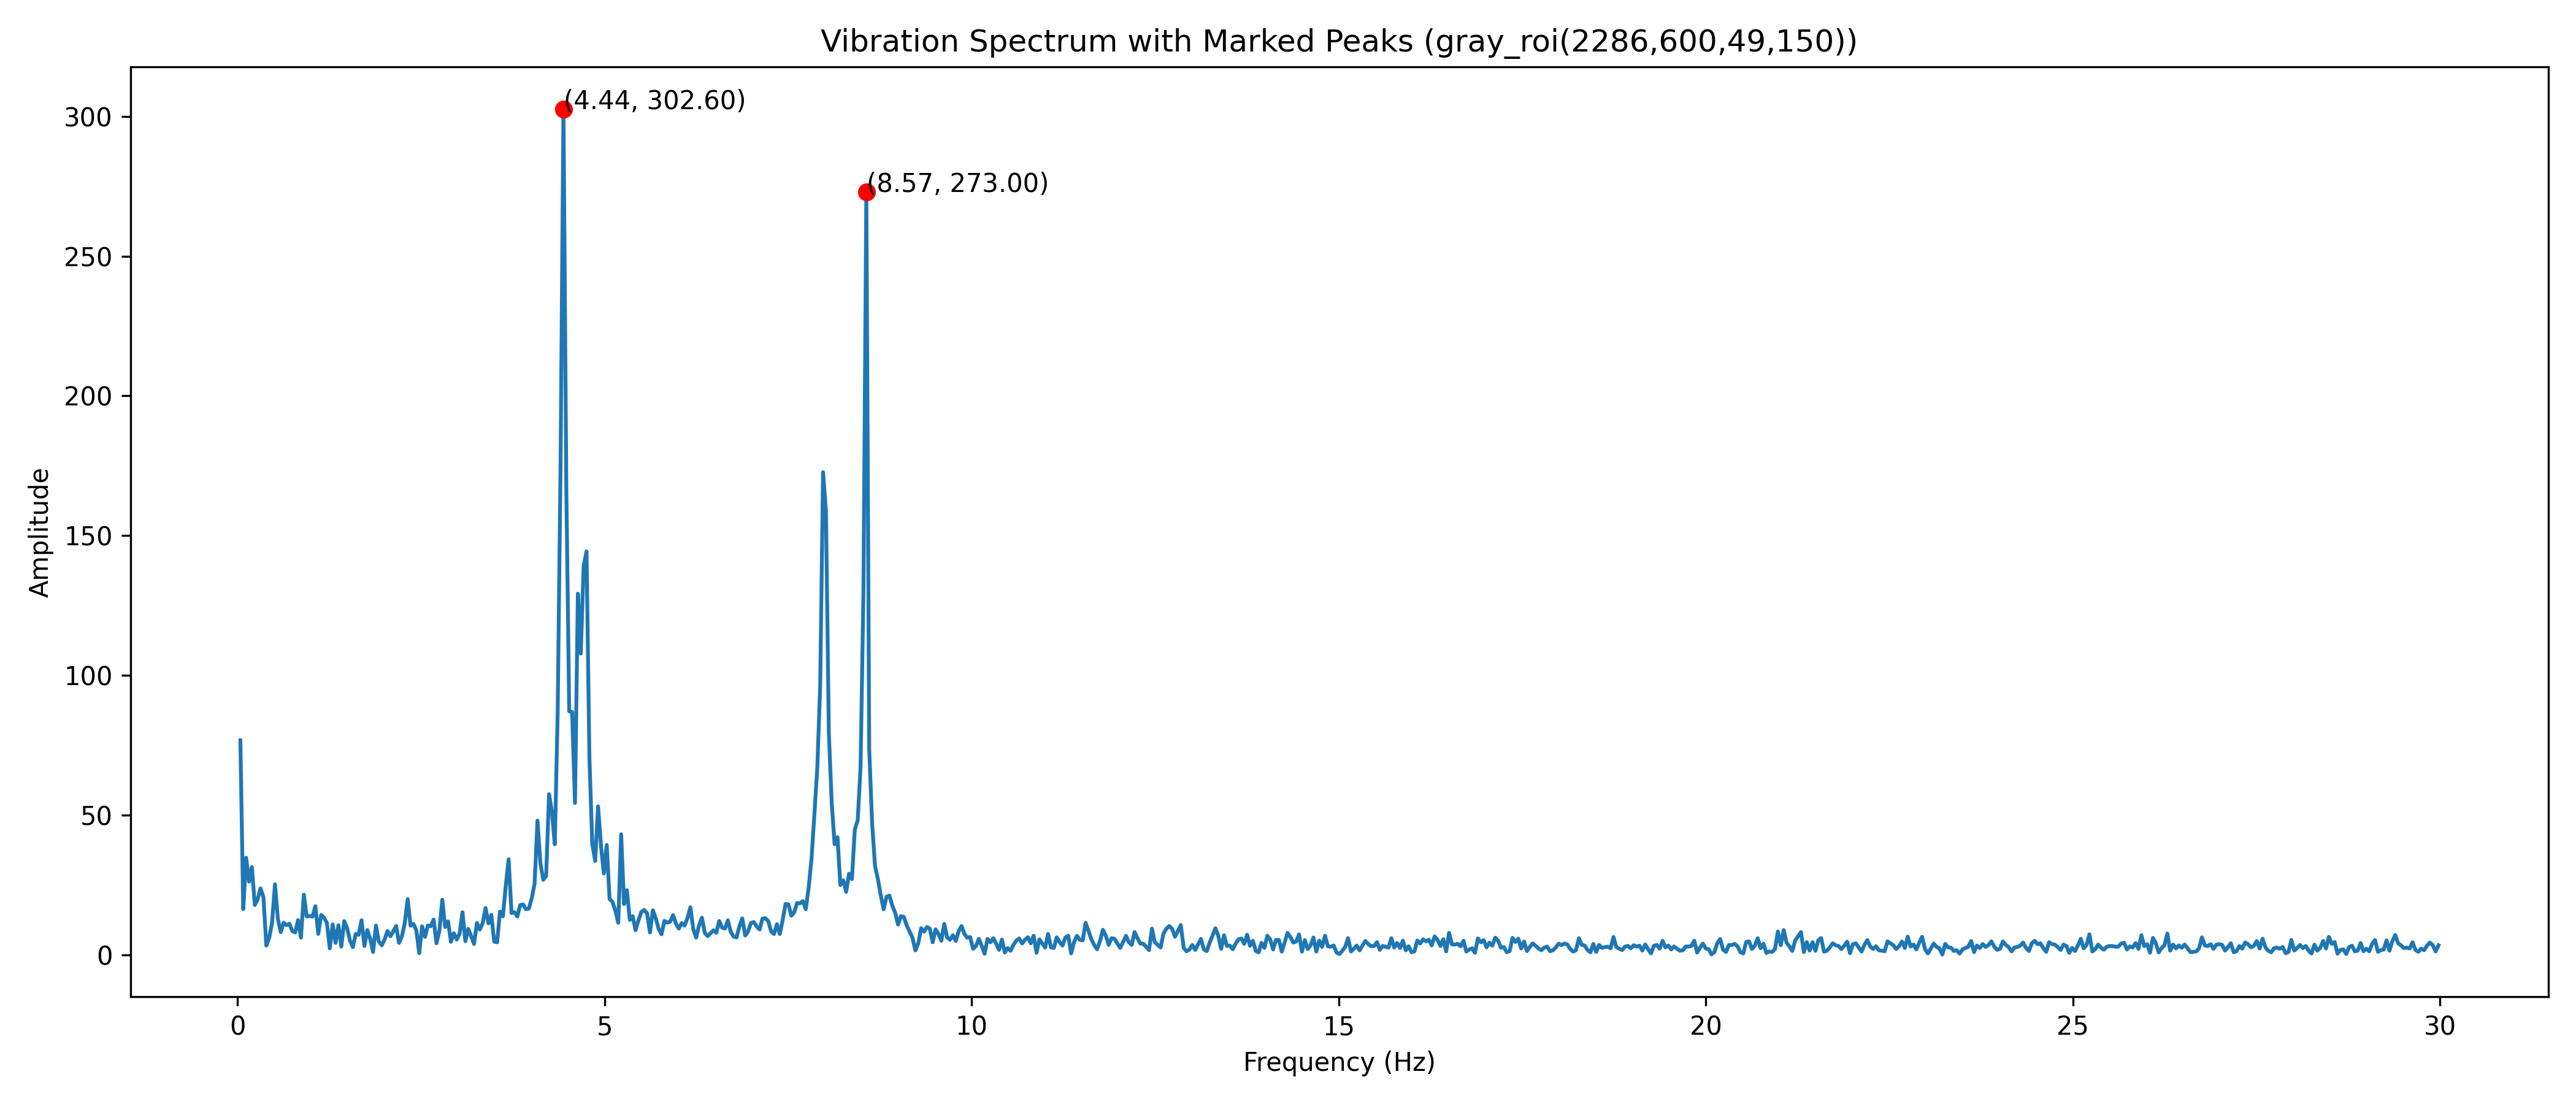 Vibration Spectrum with Marked Peaks (gray_roi(2286,600,49,150))
(4.44, 302.60)
(8.57, 273.00)
300
250
200
150
100
50
0
Amplitude
0 5 10 15 20 25 30
Frequency (Hz)